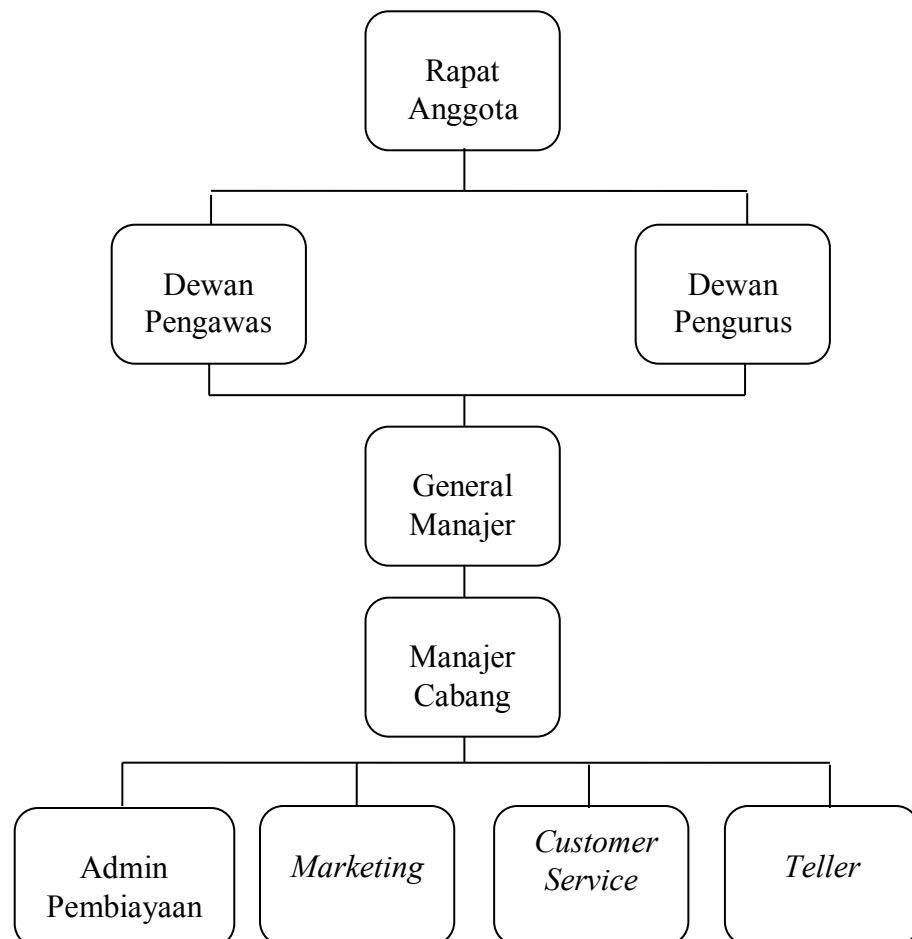 Rapat
Anggota
Dewan
Pengawas
Dewan
Pengurus
General
Manajer
Manajer
Cabang
Admin
Pembiayaan
Marketing
Customer
Service
Teller